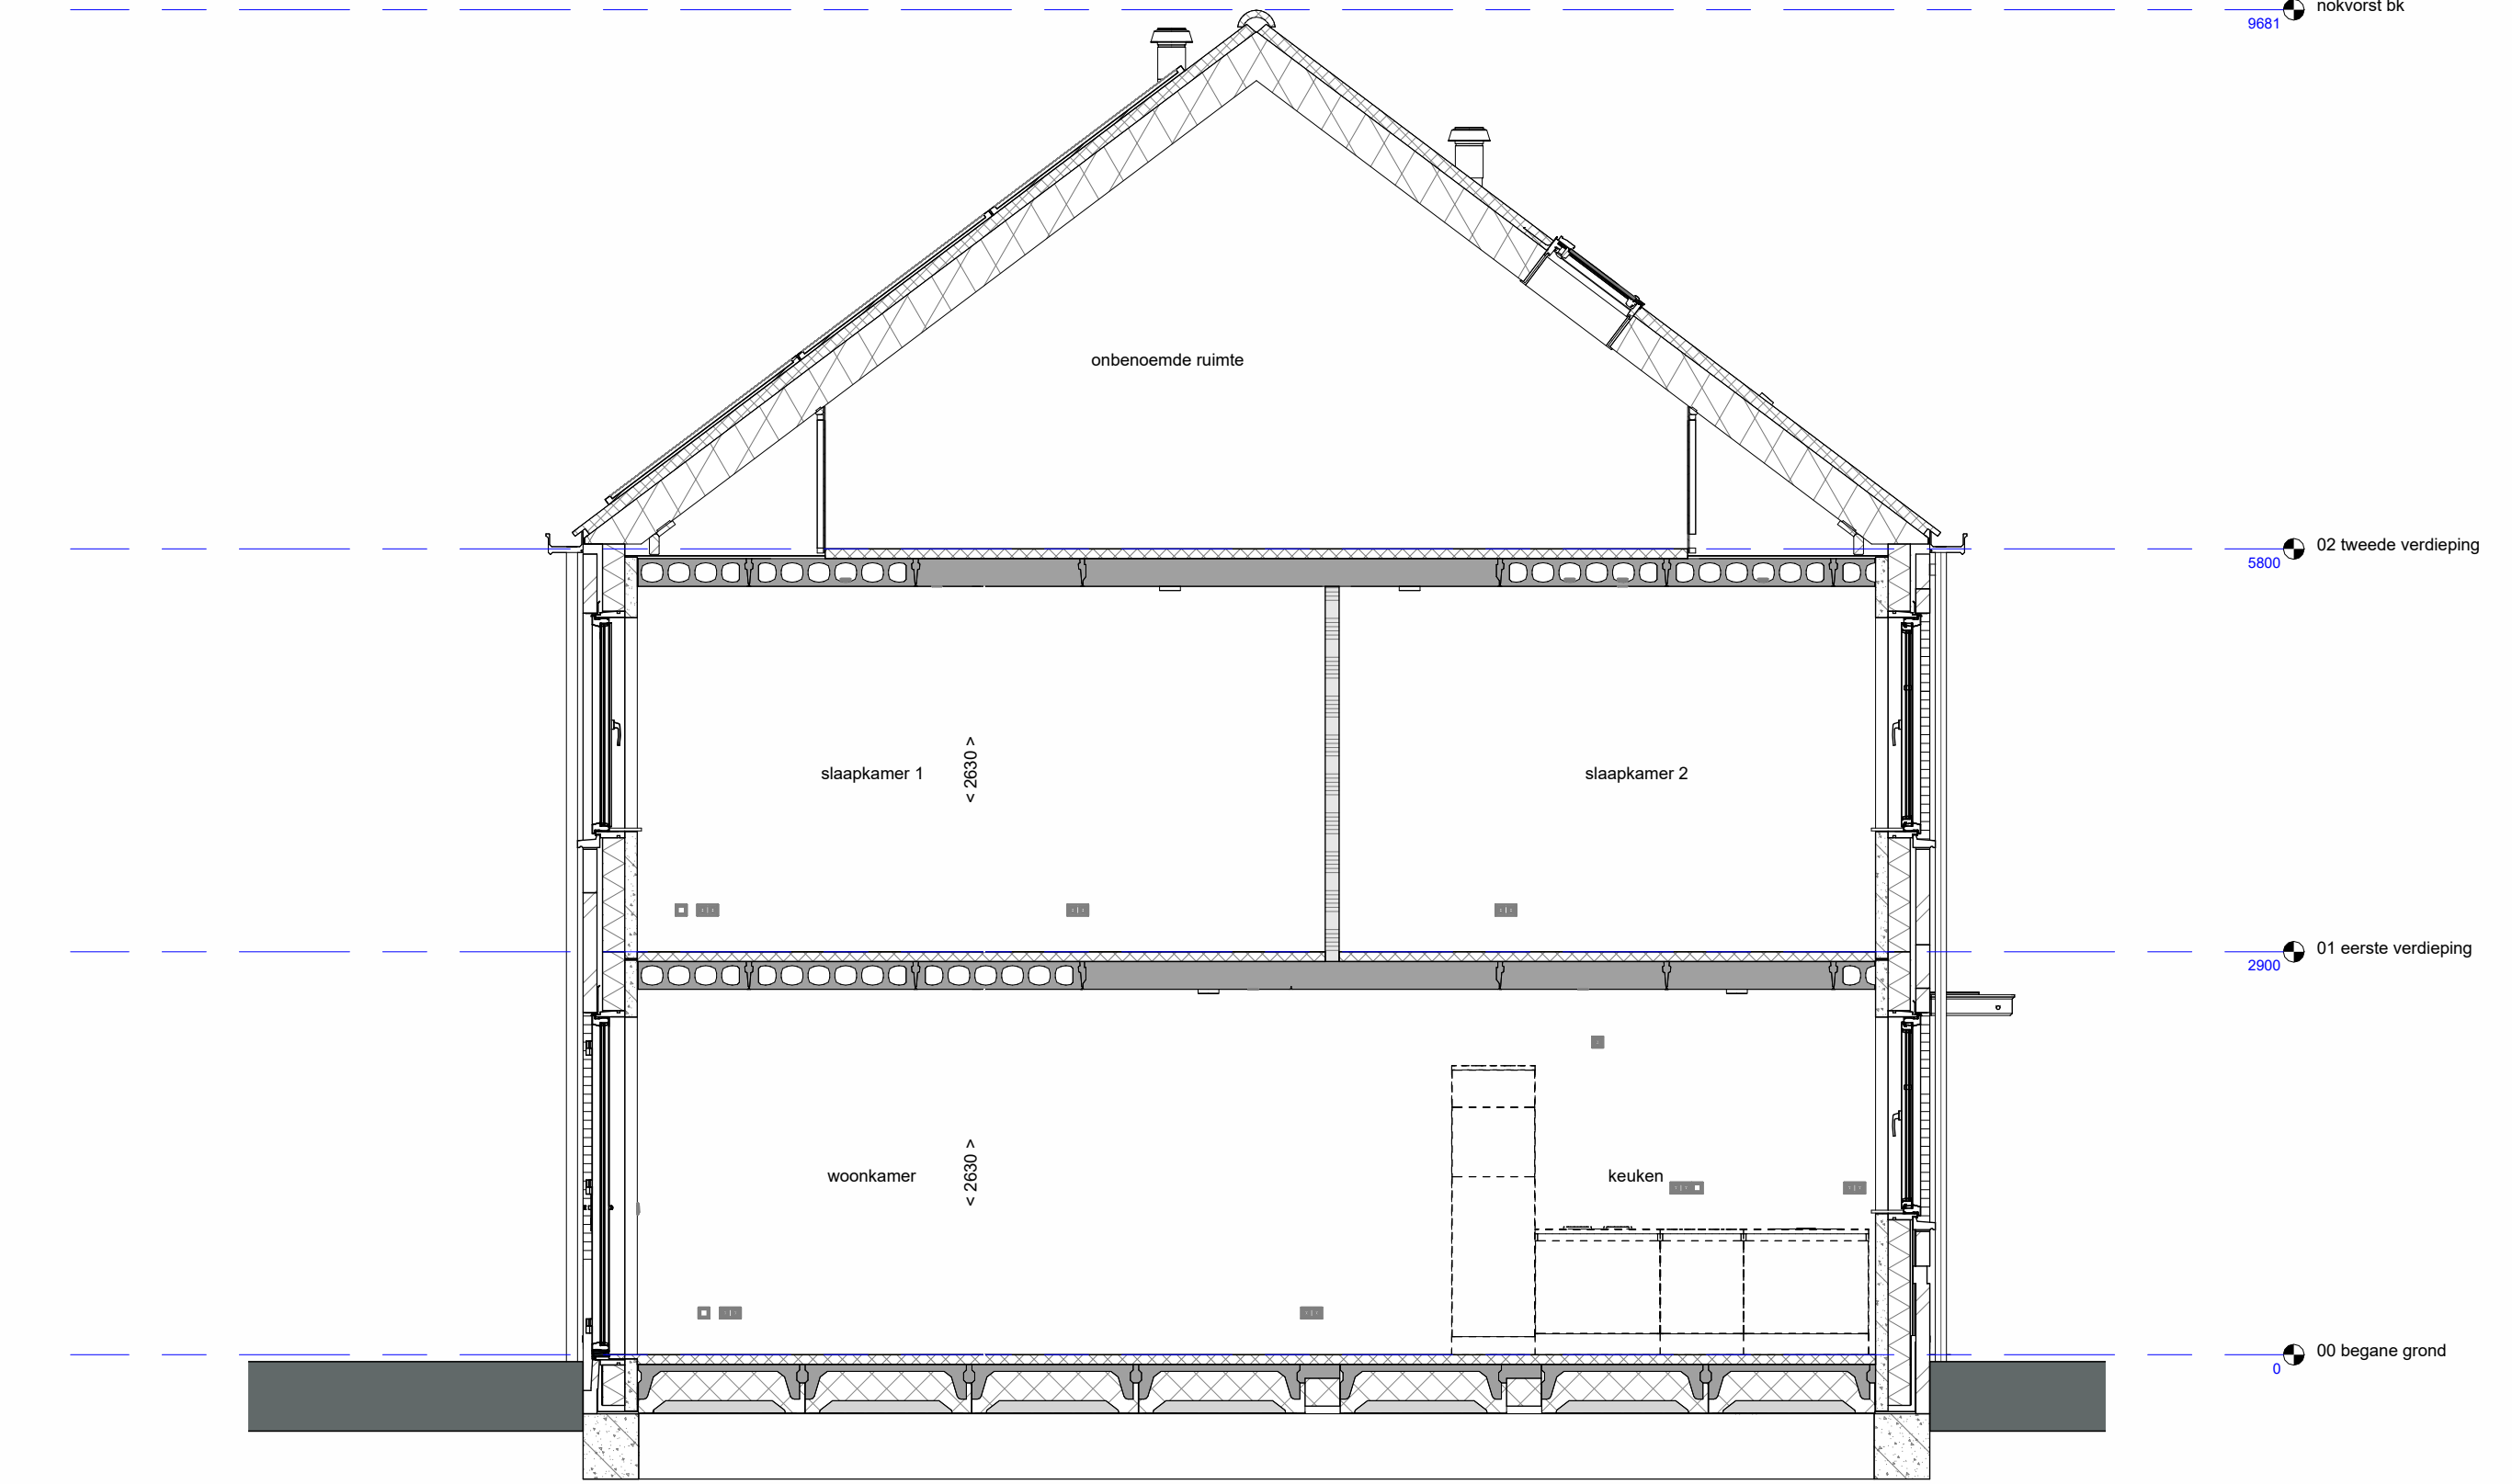 nokvorst bk
9681
onbenoemde ruimte
02 tweede verdieping
5800
slaapkamer 1
< 2630 >
slaapkamer 2
01 eerste verdieping
2900
woonkamer
< 2630 >
keuken
00 begane grond
0